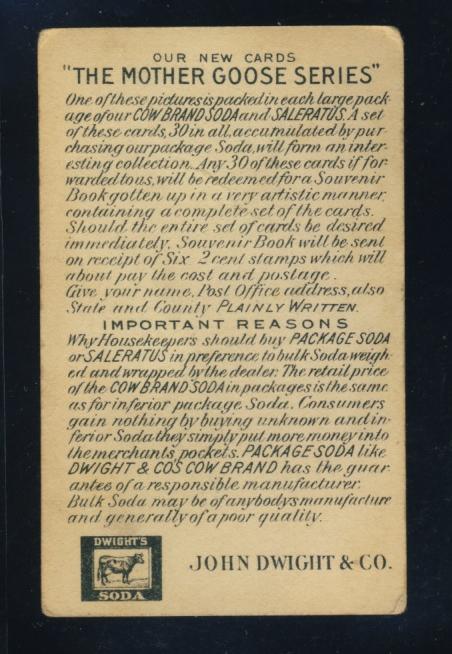 OUR NEW CARDS
"THE MOTHER GOOSE SERIES"
One of these pictures is packed in each large pack-
age of our COW BRAND SODA and SALERATUS. A set
of these cards, 30 in all, accumulated by pur-
chasing our package Soda, will form an inter-
esting collection. Any 30 of these cards if for-
warded to us, will be redeemed for a Souvenir
Book gotten up in a very artistic manner,
containing a complete set of the cards.
Should the entire set of cards be desired
immediately, Souvenir Book will be sent
on receipt of Six 2 cent stamps which will
about pay the cost and postage.
Give your name, Post Office address, also
State and County PLAINLY WRITTEN.
IMPORTANT REASONS
Why Housekeepers should buy PACKAGE SODA
or SALERATUS in preference to bulk Soda weigh-
ed and wrapped by the dealer. The retail price
of the COW BRAND SODA in packages is the same
as for inferior package Soda. Consumers
gain nothing by buying unknown and in-
ferior Soda they simply put more money into
the merchants pockets. PACKAGE SODA like
DWIGHT & CO'S COW BRAND has the guar-
antee of a responsible manufacturer.
Bulk Soda may be of anybodys manufacture
and generally of a poor quality.
DWIGHT'S
SODA
JOHN DWIGHT & CO.